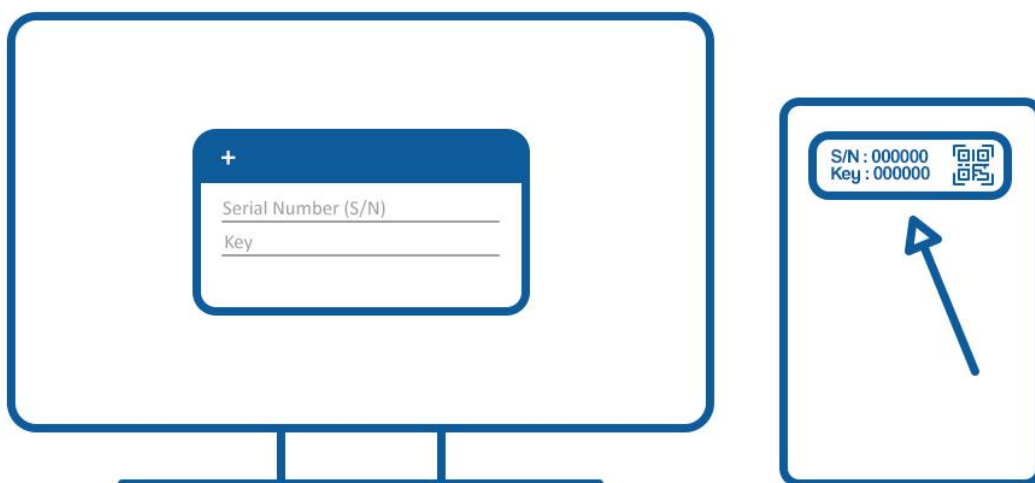 +
Serial Number (S/N)
Key
S/N : 000000
Key : 000000